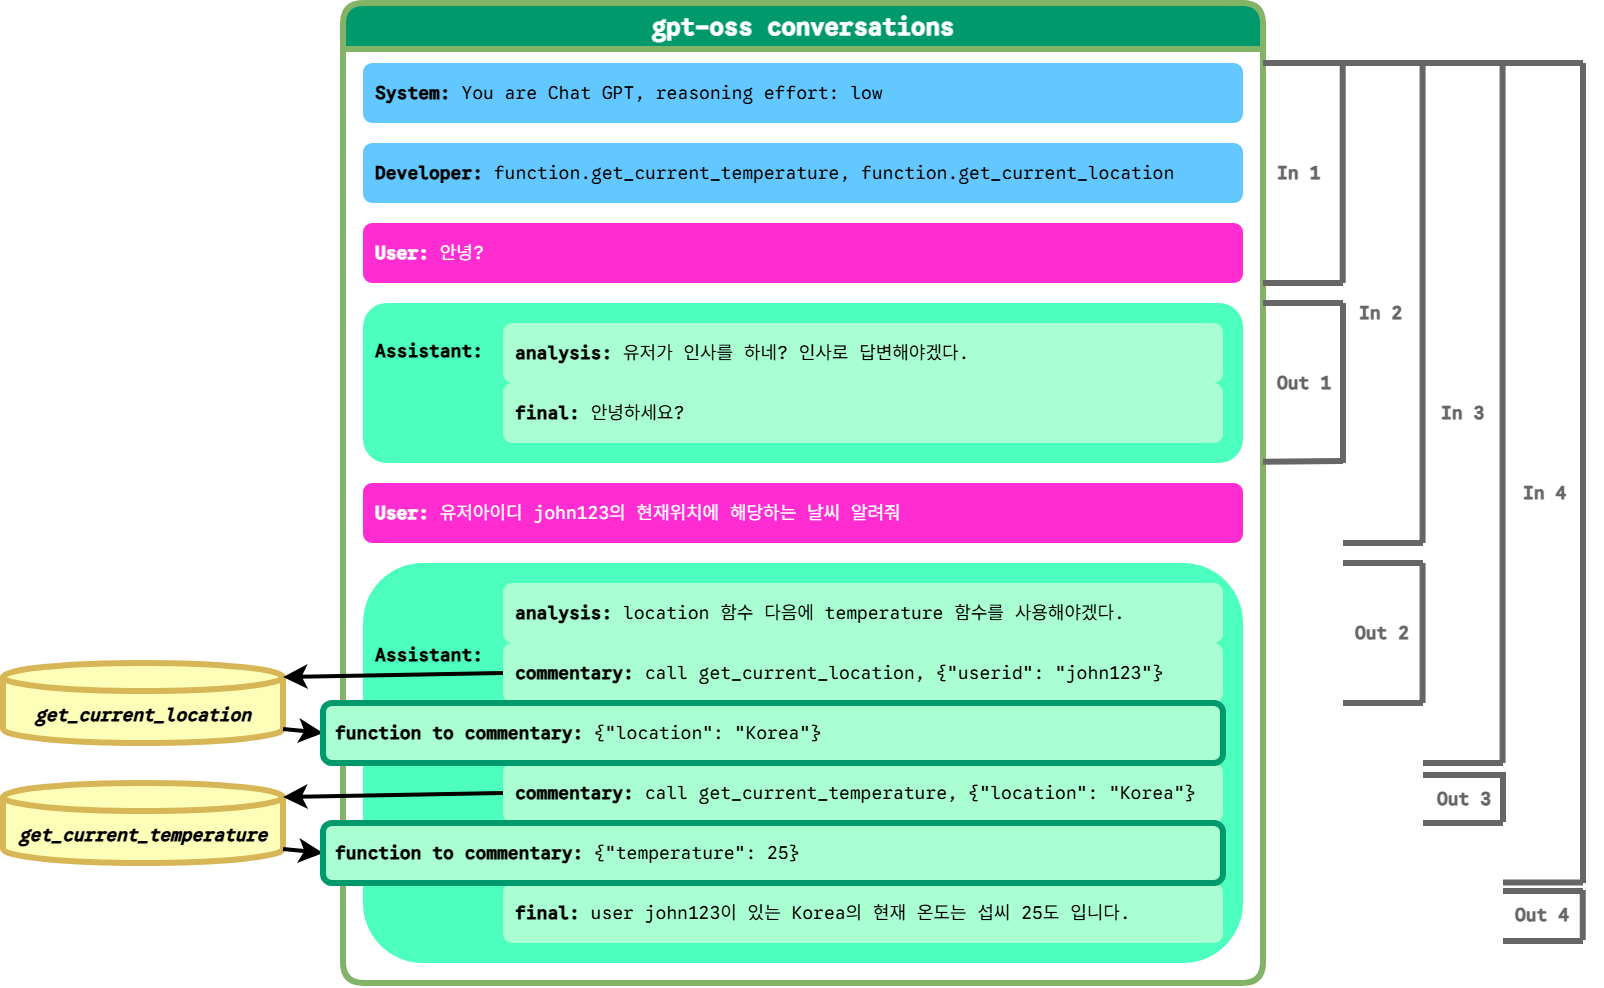 gpt-oss conversations
System: You are Chat GPT, reasoning effort: low
Developer: function.get_current_temperature, function.get_current_location
In 1
User: 안녕?
In 2
Assistant:
analysis: 유저가 인사를 하네? 인사로 답변해야겠다.
Out 1
final: 안녕하세요?
In 3
In 4
User: 유저아이디 john123의 현재위치에 해당하는 날씨 알려줘
analysis: location 함수 다음에 temperature 함수를 사용해야겠다.
Out 2
Assistant:
commentary: call get_current_location, {"userid": "john123"}
get_current_location
function to commentary: {"location": "Korea"}
commentary: call get_current_temperature, {"location": "Korea"}
Out 3
get_current_temperature
function to commentary: {"temperature": 25}
final: user john123이 있는 Korea의 현재 온도는 섭씨 25도 입니다.
Out 4